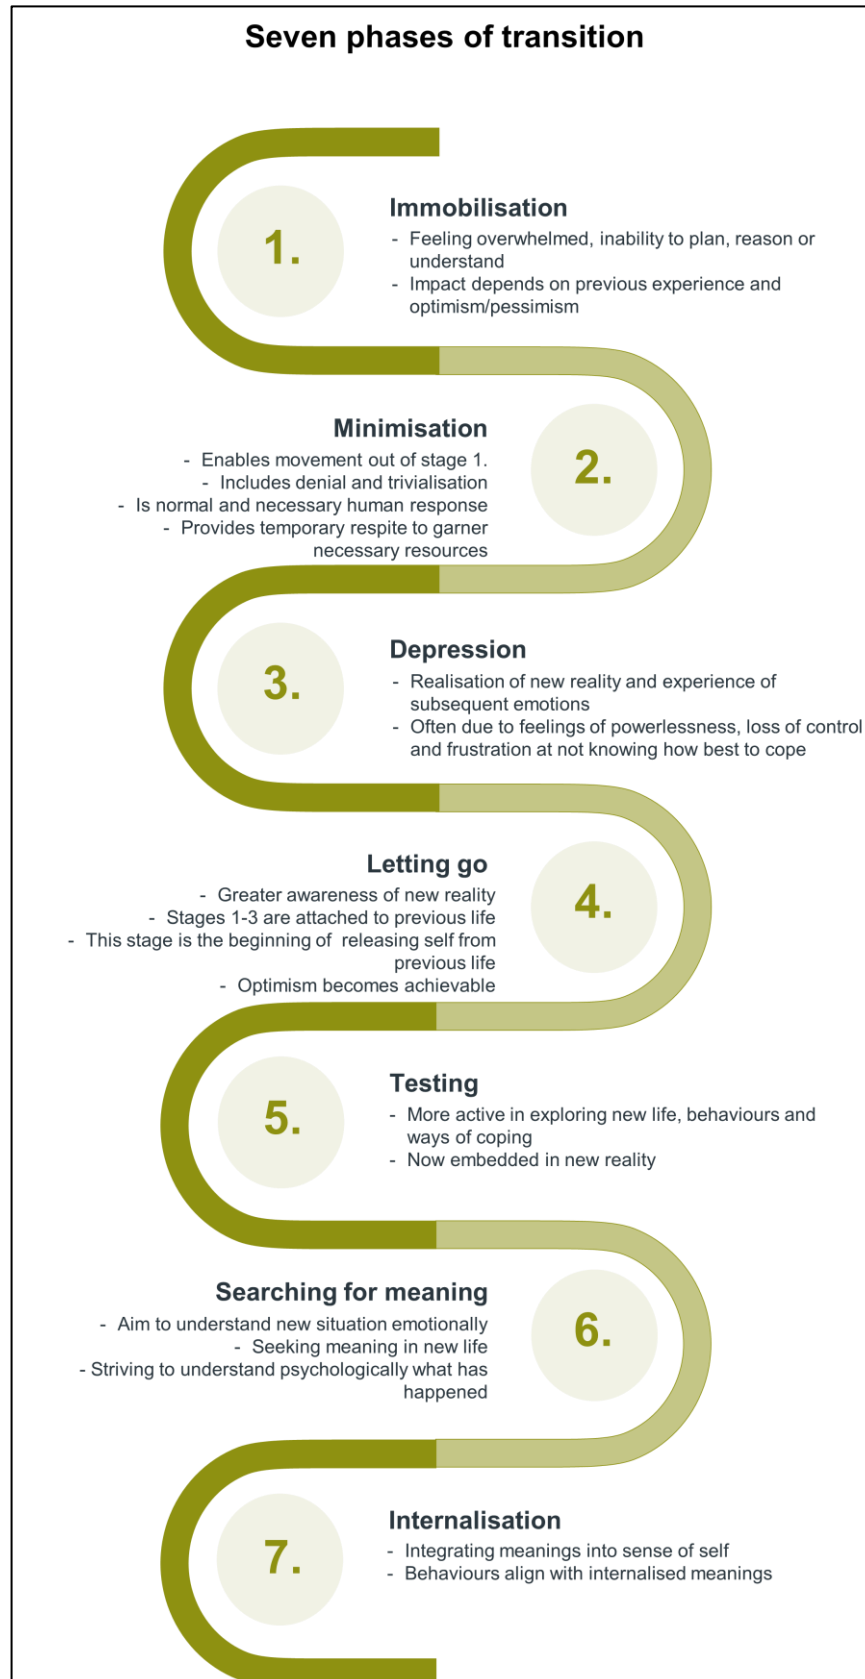 Seven phases of transition
1.
Immobilisation
- Feeling overwhelmed, inability to plan, reason or
understand
- Impact depends on previous experience and
optimism/pessimism
Minimisation
- Enables movement out of stage 1.
- Includes denial and trivialisation
- Is normal and necessary human response
- Provides temporary respite to garner
necessary resources
2.
3.
Depression
- Realisation of new reality and experience of
subsequent emotions
- Often due to feelings of powerlessness, loss of control
and frustration at not knowing how best to cope
Letting go
- Greater awareness of new reality
- Stages 1-3 are attached to previous life
- This stage is the beginning of releasing self from
previous life
- Optimism becomes achievable
4.
5.
Testing
- More active in exploring new life, behaviours and
ways of coping
- Now embedded in new reality
Searching for meaning
- Aim to understand new situation emotionally
- Seeking meaning in new life
- Striving to understand psychologically what has
happened
6.
7.
Internalisation
- Integrating meanings into sense of self
- Behaviours align with internalised meanings